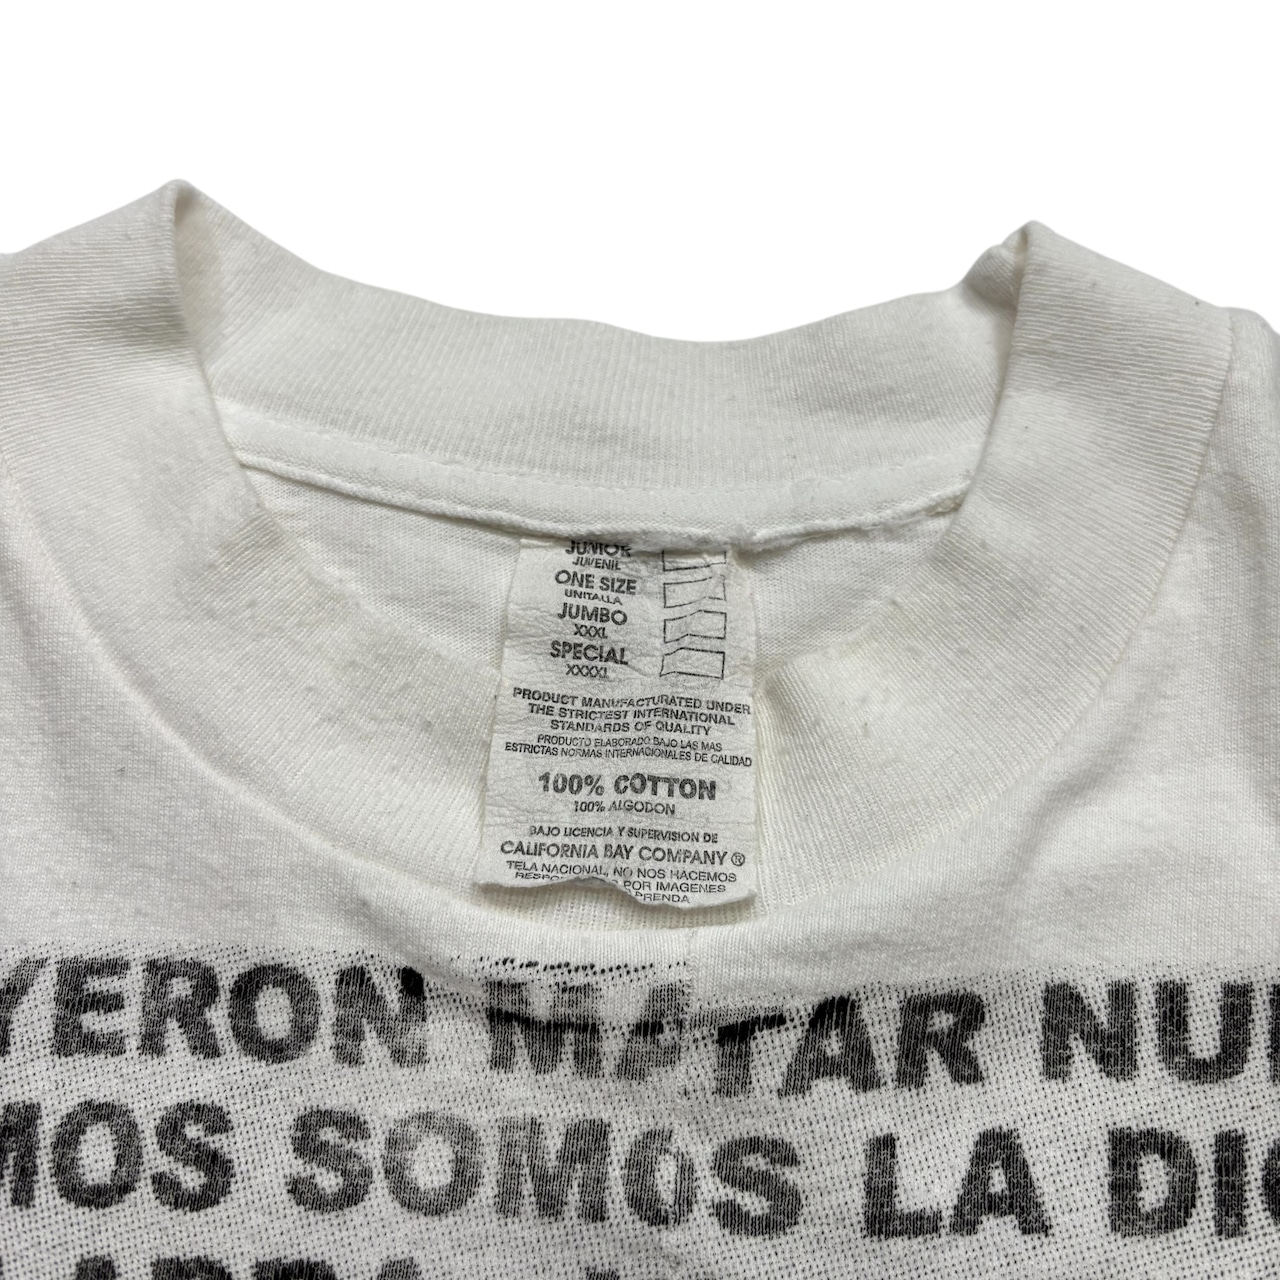 JUNIOR
JUVENIL
ONE SIZE
UNITALLA
JUMBO
XXXL
SPECIAL
XXXXL
PRODUCT MANUFACTURATED UNDER
THE STRICTEST INTERNATIONAL
STANDARDS OF QUALITY
PRODUCTO ELABORADO BAJO LAS MAS
ESTRICTAS NORMAS INTERNACIONALES DE CALIDAD
100% COTTON
100% ALGODON
BAJO LICENCIA Y SUPERVISION DE
CALIFORNIA BAY COMPANY ®
TELA NACIONAL, NO NOS HACEMOS
POR IMAGENES
PRENDA
YERON MATAR NU
MOS SOMOS LA DIG